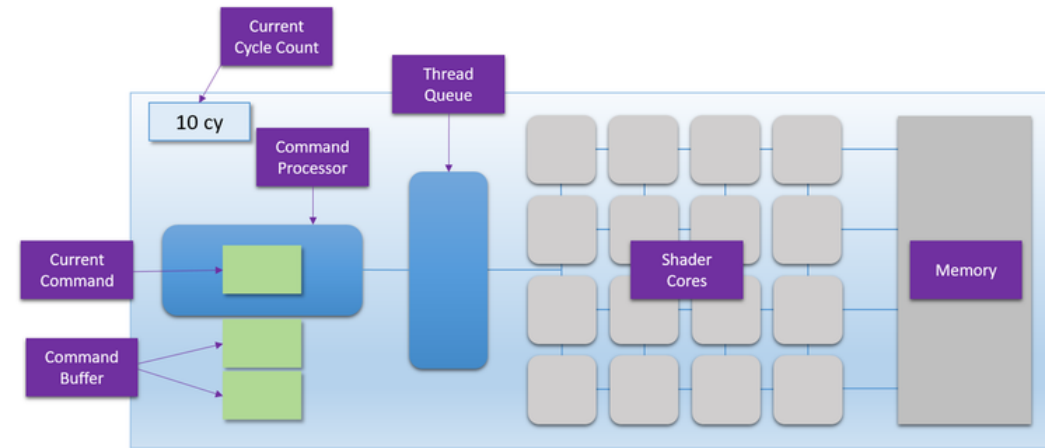 Current
Cycle Count
Thread
Queue
10 cy
Command
Processor
Current
Command
Shader
Cores
Memory
Command
Buffer